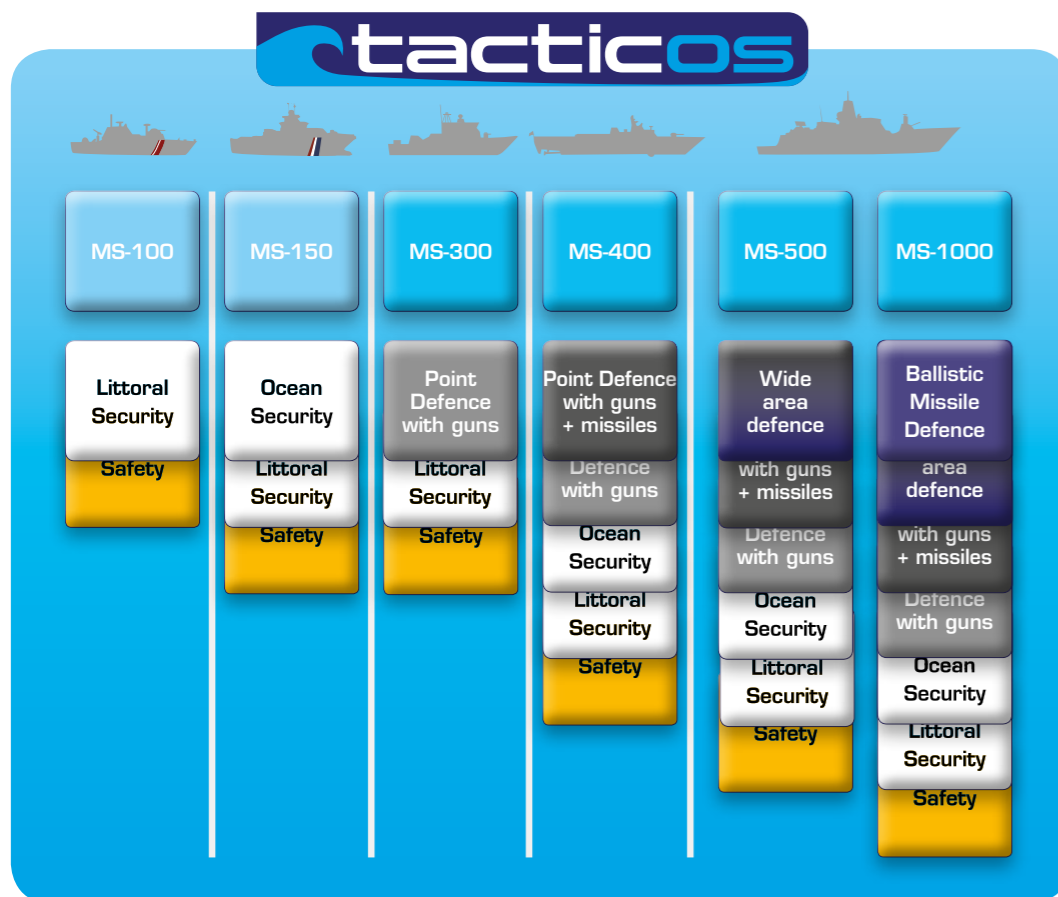 tacticos
MS-100
MS-150
MS-300
MS-400
MS-500
MS-1000
Littoral
Security
Safety
Ocean
Security
Littoral
Security
Safety
Point
Defence
with guns
Littoral
Security
Safety
Point Defence
with guns
+ missiles
Defence
with guns
Ocean
Security
Littoral
Security
Safety
Wide
area
defence
with guns
+ missiles
Defence
with guns
Ocean
Security
Littoral
Security
Safety
Ballistic
Missile
Defence
area
defence
with guns
+ missiles
Defence
with guns
Ocean
Security
Littoral
Security
Safety